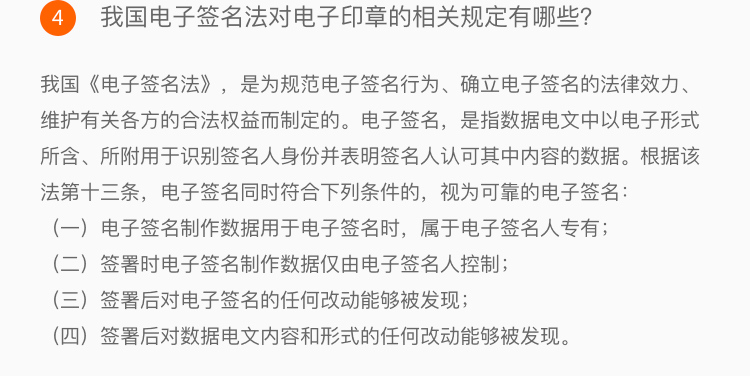 4 我国电子签名法对电子印章的相关规定有哪些？
我国《电子签名法》，是为规范电子签名行为、确立电子签名的法律效力、
维护有关各方的合法权益而制定的。电子签名，是指数据电文中以电子形式
所含、所附用于识别签名人身份并表明签名人认可其中内容的数据。根据该
法第十三条，电子签名同时符合下列条件的，视为可靠的电子签名：
（一）电子签名制作数据用于电子签名时，属于电子签名人专有；
（二）签署时电子签名制作数据仅由电子签名人控制；
（三）签署后对电子签名的任何改动能够被发现；
（四）签署后对数据电文内容和形式的任何改动能够被发现。